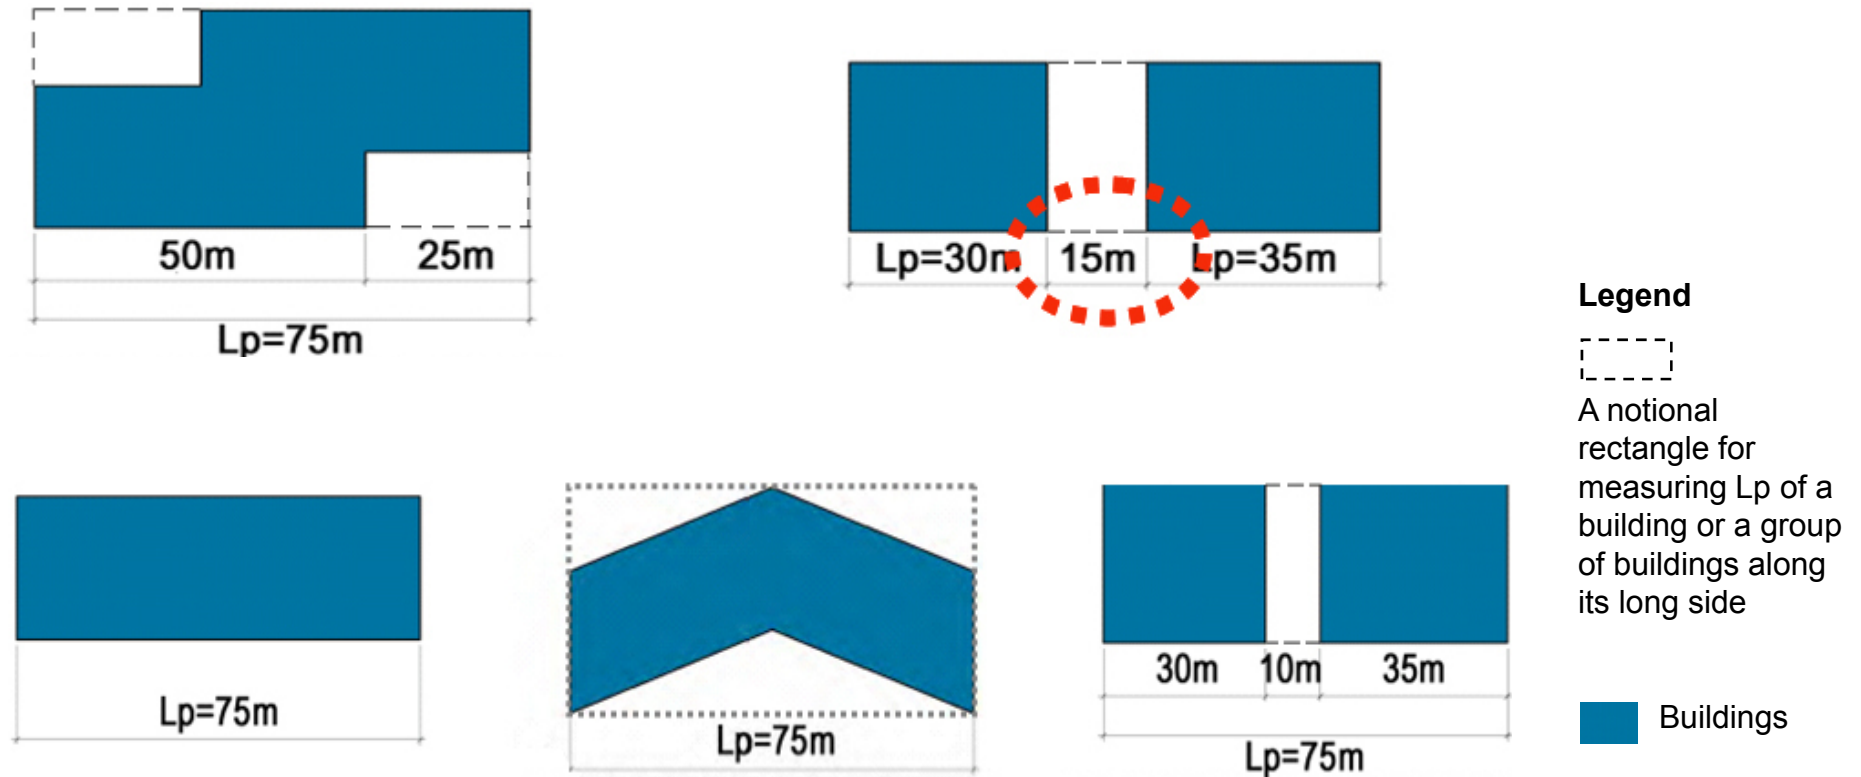 50m 25m
Lp=75m
Lp=30m 15m Lp=35m
Legend
A notional
rectangle for
measuring Lp of a
building or a group
of buildings along
its long side
Buildings
Lp=75m
Lp=75m
30m 10m 35m
Lp=75m